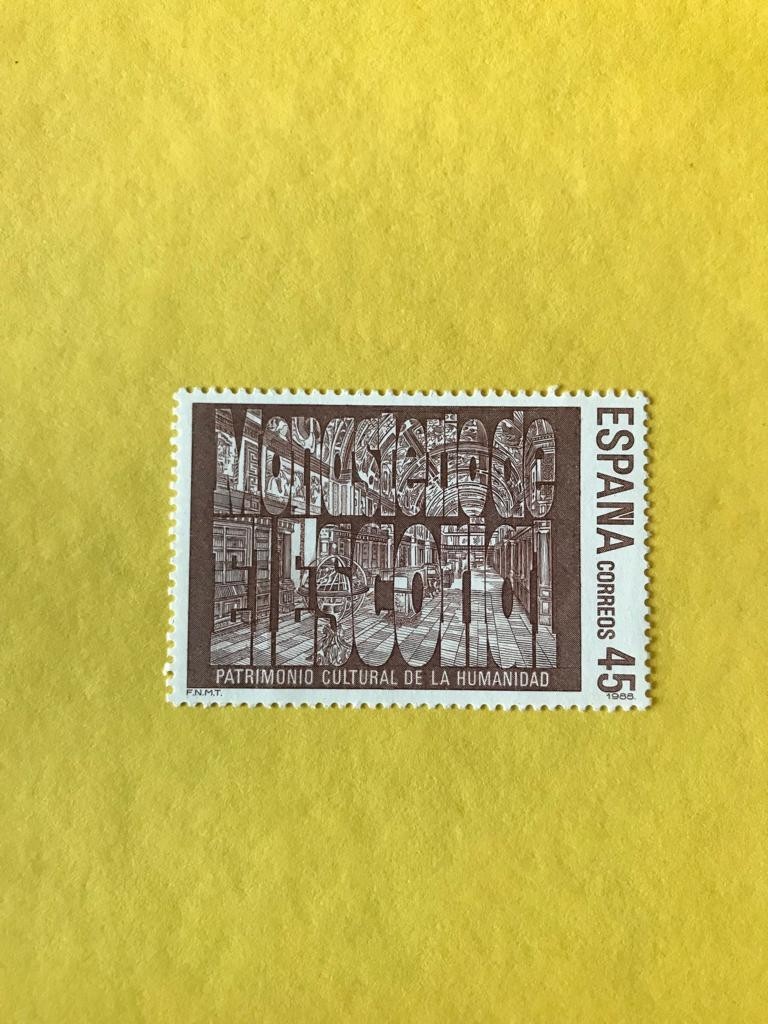 Monasterio de
El Escorial
PATRIMONIO CULTURAL DE LA HUMANIDAD
F.N.M.T.
ESPANA CORREOS 45
1988.